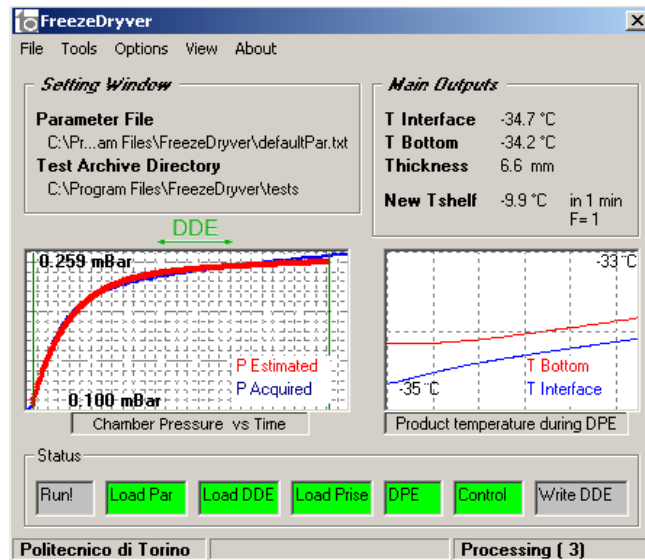 FreezeDryver
File Tools Options View About
Setting Window
Parameter File
C:\Pr...am Files\FreezeDryver\defaultPar.txt
Test Archive Directory
C:\Program Files\FreezeDryver\tests
Main Outputs
T Interface -34.7 °C
T Bottom -34.2 °C
Thickness 6.6 mm
New Tshelf -9.9 °C in 1 min
F= 1
DDE
0.259 mBar
P Estimated
P Acquired
0.100 mBar
Chamber Pressure vs Time
-33 °C
T Bottom
-35 °C
T Interface
Product temperature during DPE
Status
Run! Load Par Load DDE Load Prise DPE Control Write DDE
Politecnico di Torino Processing ( 3)